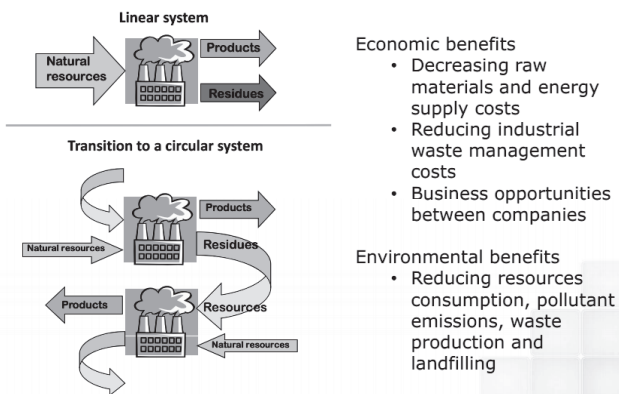 Linear system
Natural
resources
Products
Residues
Transition to a circular system
Products
Natural resources
Residues
Products
Resources
Natural resources
Economic benefits
• Decreasing raw
materials and energy
supply costs
• Reducing industrial
waste management
costs
• Business opportunities
between companies
Environmental benefits
• Reducing resources
consumption, pollutant
emissions, waste
production and
landfilling